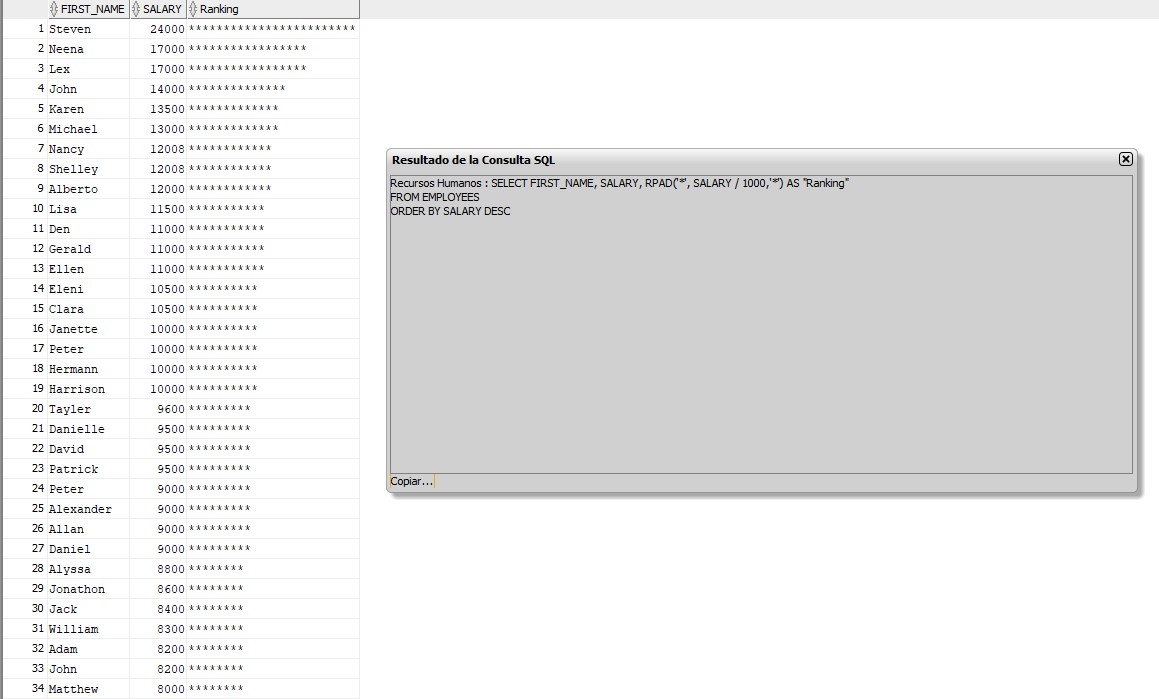 FIRST_NAME SALARY Ranking
1 Steven 24000 ************************
2 Neena 17000 *****************
3 Lex 17000 *****************
4 John 14000 **************
5 Karen 13500 *************
6 Michael 13000 *************
7 Nancy 12008 ************
8 Shelley 12008 ************
9 Alberto 12000 ************
10 Lisa 11500 ***********
11 Den 11000 ***********
12 Gerald 11000 ***********
13 Ellen 11000 ***********
14 Eleni 10500 **********
15 Clara 10500 **********
16 Janette 10000 **********
17 Peter 10000 **********
18 Hermann 10000 **********
19 Harrison 10000 **********
20 Tayler 9600 *********
21 Danielle 9500 *********
22 David 9500 *********
23 Patrick 9500 *********
24 Peter 9000 *********
25 Alexander 9000 *********
26 Allan 9000 *********
27 Daniel 9000 *********
28 Alyssa 8800 ********
29 Jonathon 8600 ********
30 Jack 8400 ********
31 William 8300 ********
32 Adam 8200 ********
33 John 8200 ********
34 Matthew 8000 ********
Resultado de la Consulta SQL
Recursos Humanos : SELECT FIRST_NAME, SALARY, RPAD('*', SALARY / 1000,'*') AS "Ranking"
FROM EMPLOYEES
ORDER BY SALARY DESC
Copiar...